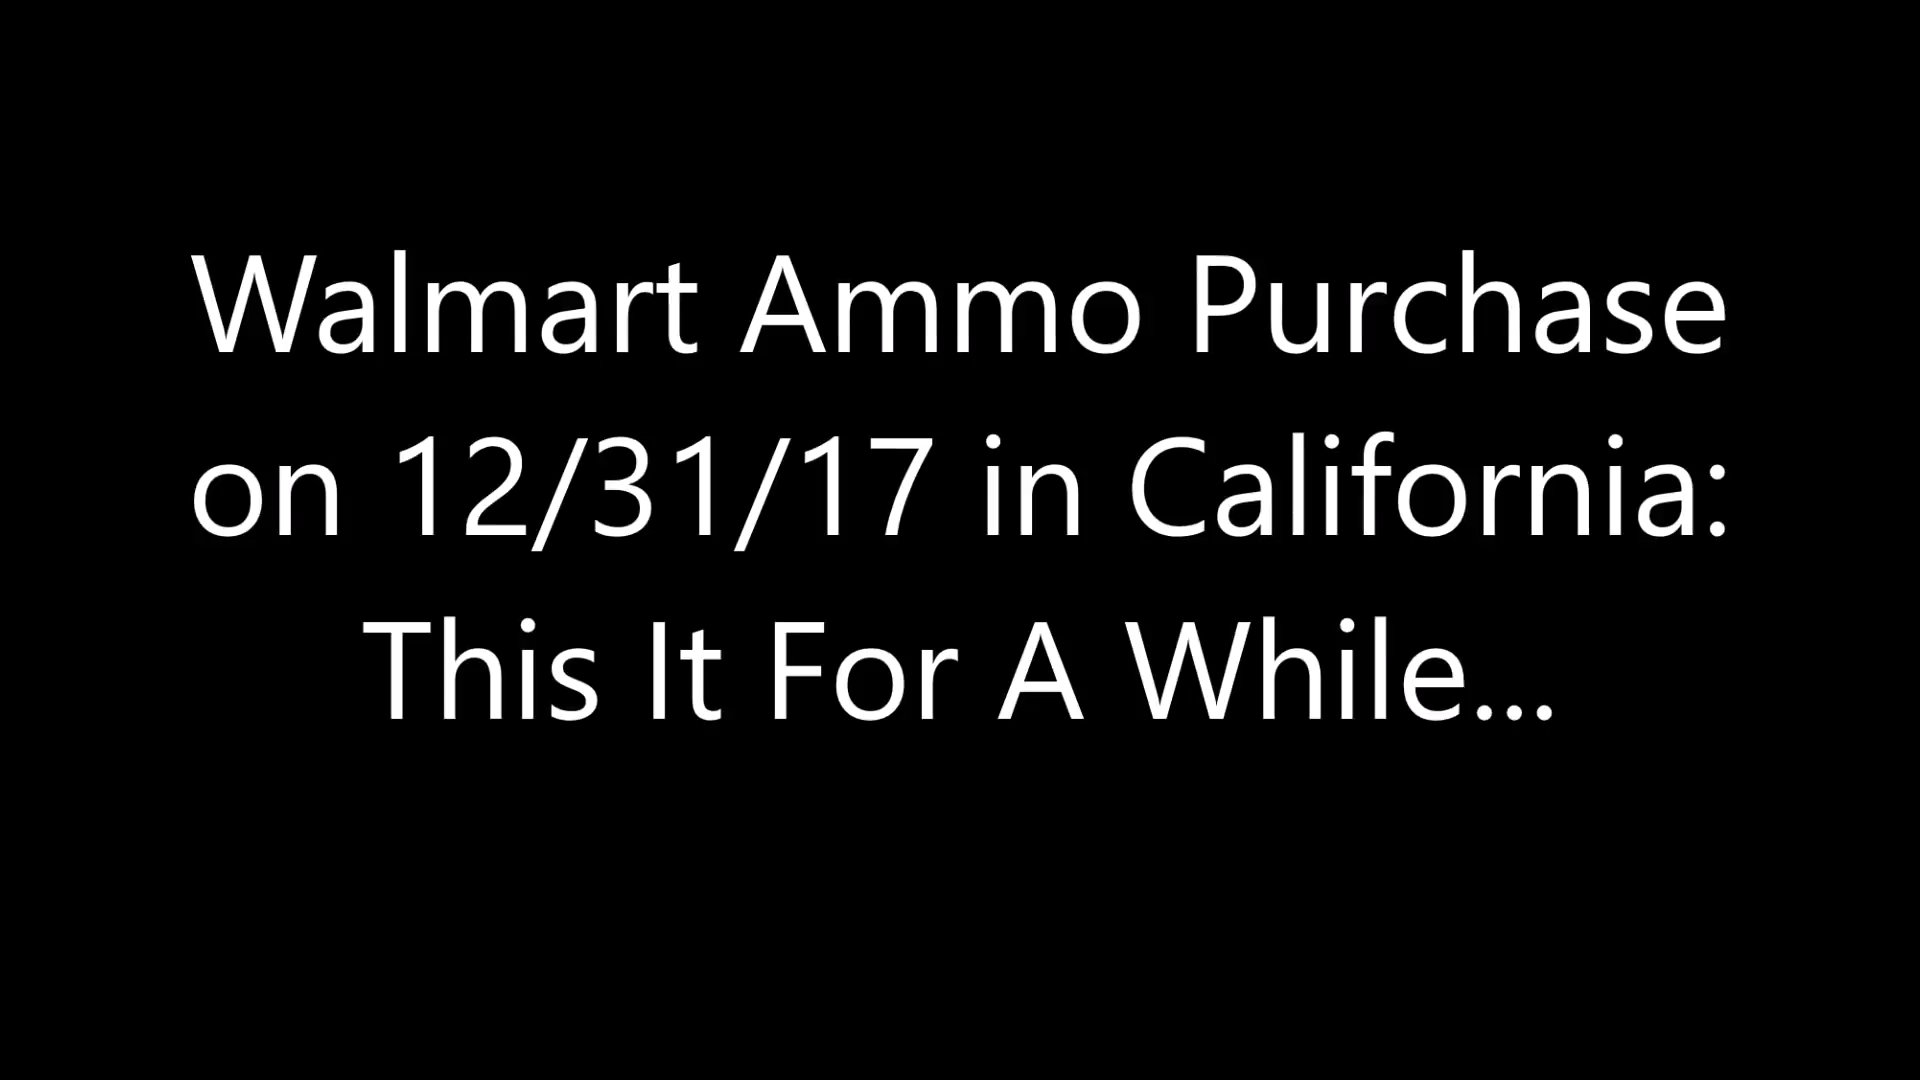 Walmart Ammo Purchase
on 12/31/17 in California:
This It For A While...